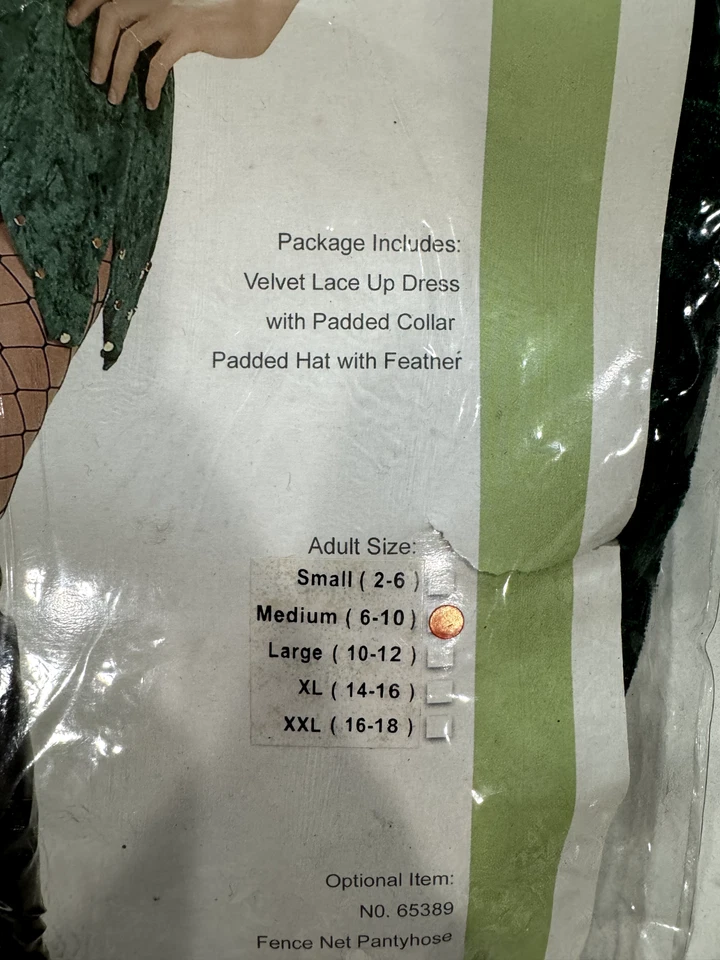 Package Includes:
Velvet Lace Up Dress
with Padded Collar
Padded Hat with Feather
Adult Size:
Small ( 2-6 )
Medium ( 6-10 )
Large ( 10-12 )
XL ( 14-16 )
XXL ( 16-18 )
Optional Item:
N0. 65389
Fence Net Pantyhose